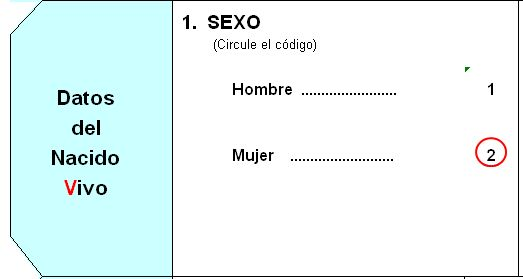 Datos
del
Nacido
Vivo
1. SEXO
(Circule el código)
Hombre ........................ 1
Mujer .......................... 2